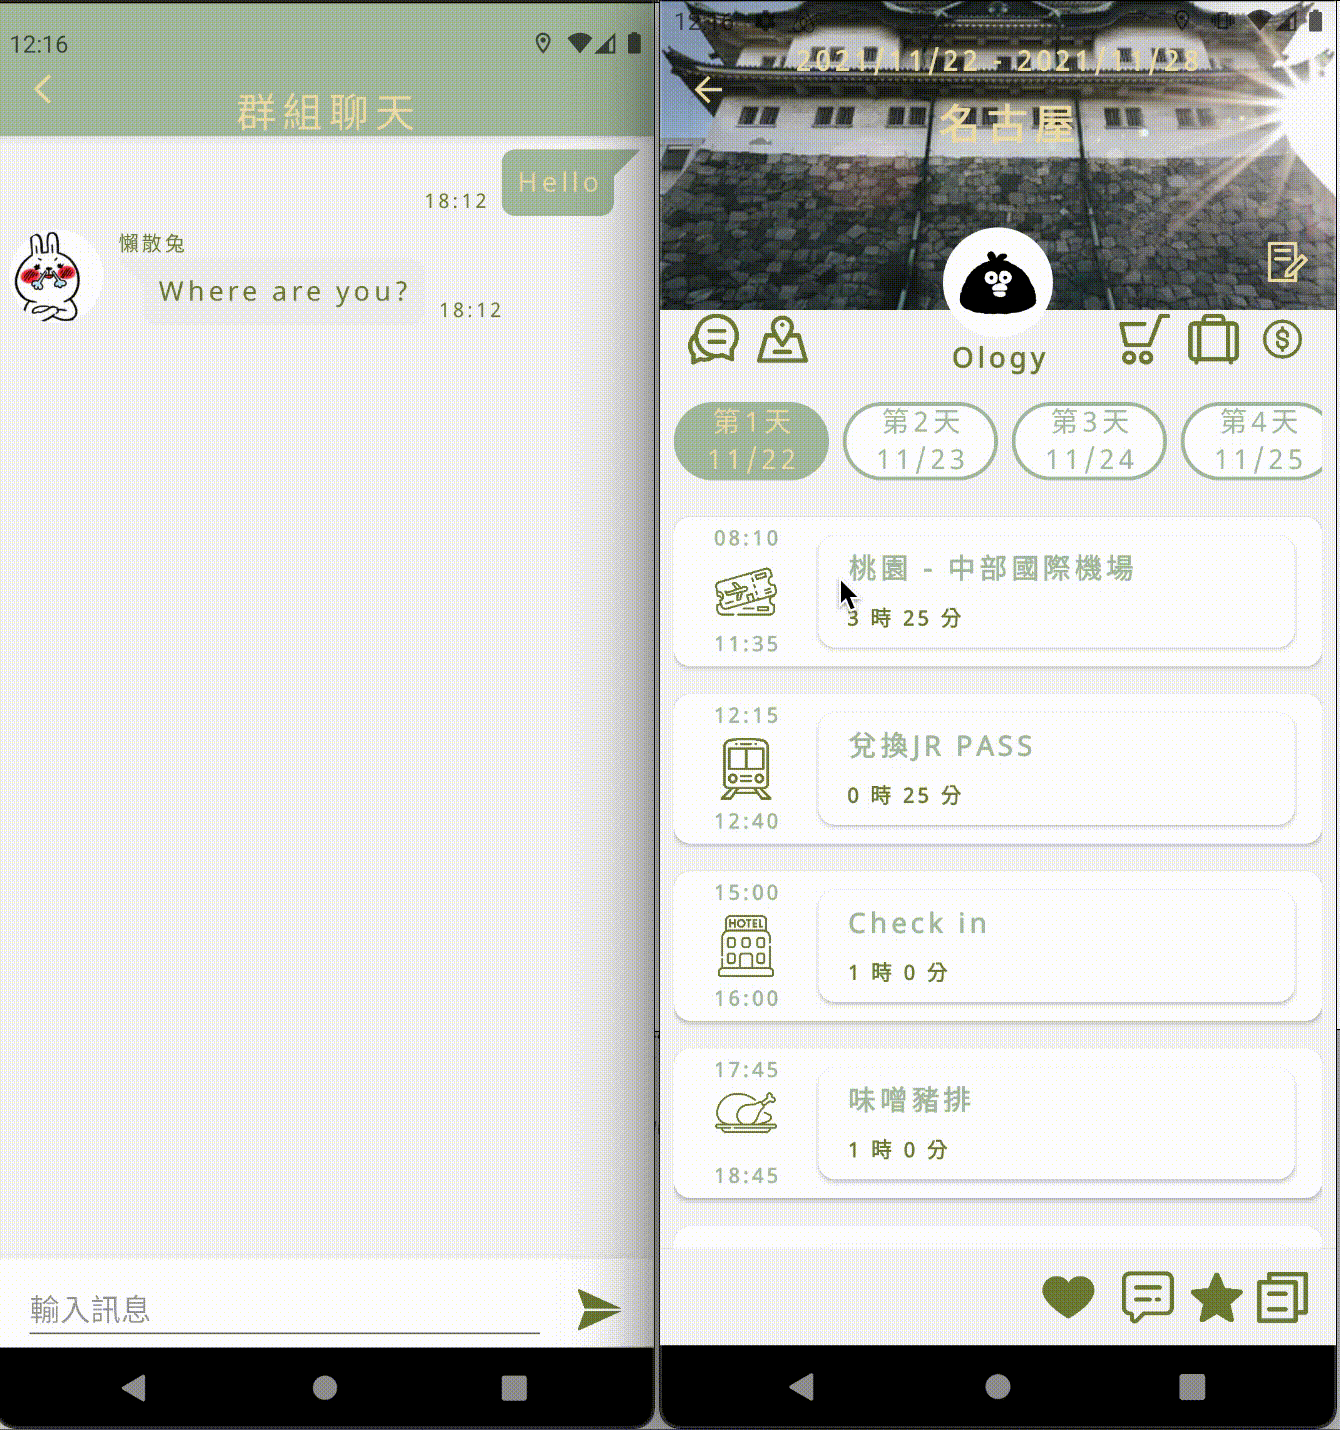 12:16
群組聊天
Hello
18:12
懶散兔
Where are you?
18:12
輸入訊息
12:16
2021/11/22 - 2021/11/28
名古屋
Ology
第1天
11/22
第2天
11/23
第3天
11/24
第4天
11/25
08:10
桃園 - 中部國際機場
3 時 25 分
11:35
12:15
兌換JR PASS
0 時 25 分
12:40
15:00
HOTEL
Check in
1 時 0 分
16:00
17:45
味噌豬排
1 時 0 分
18:45